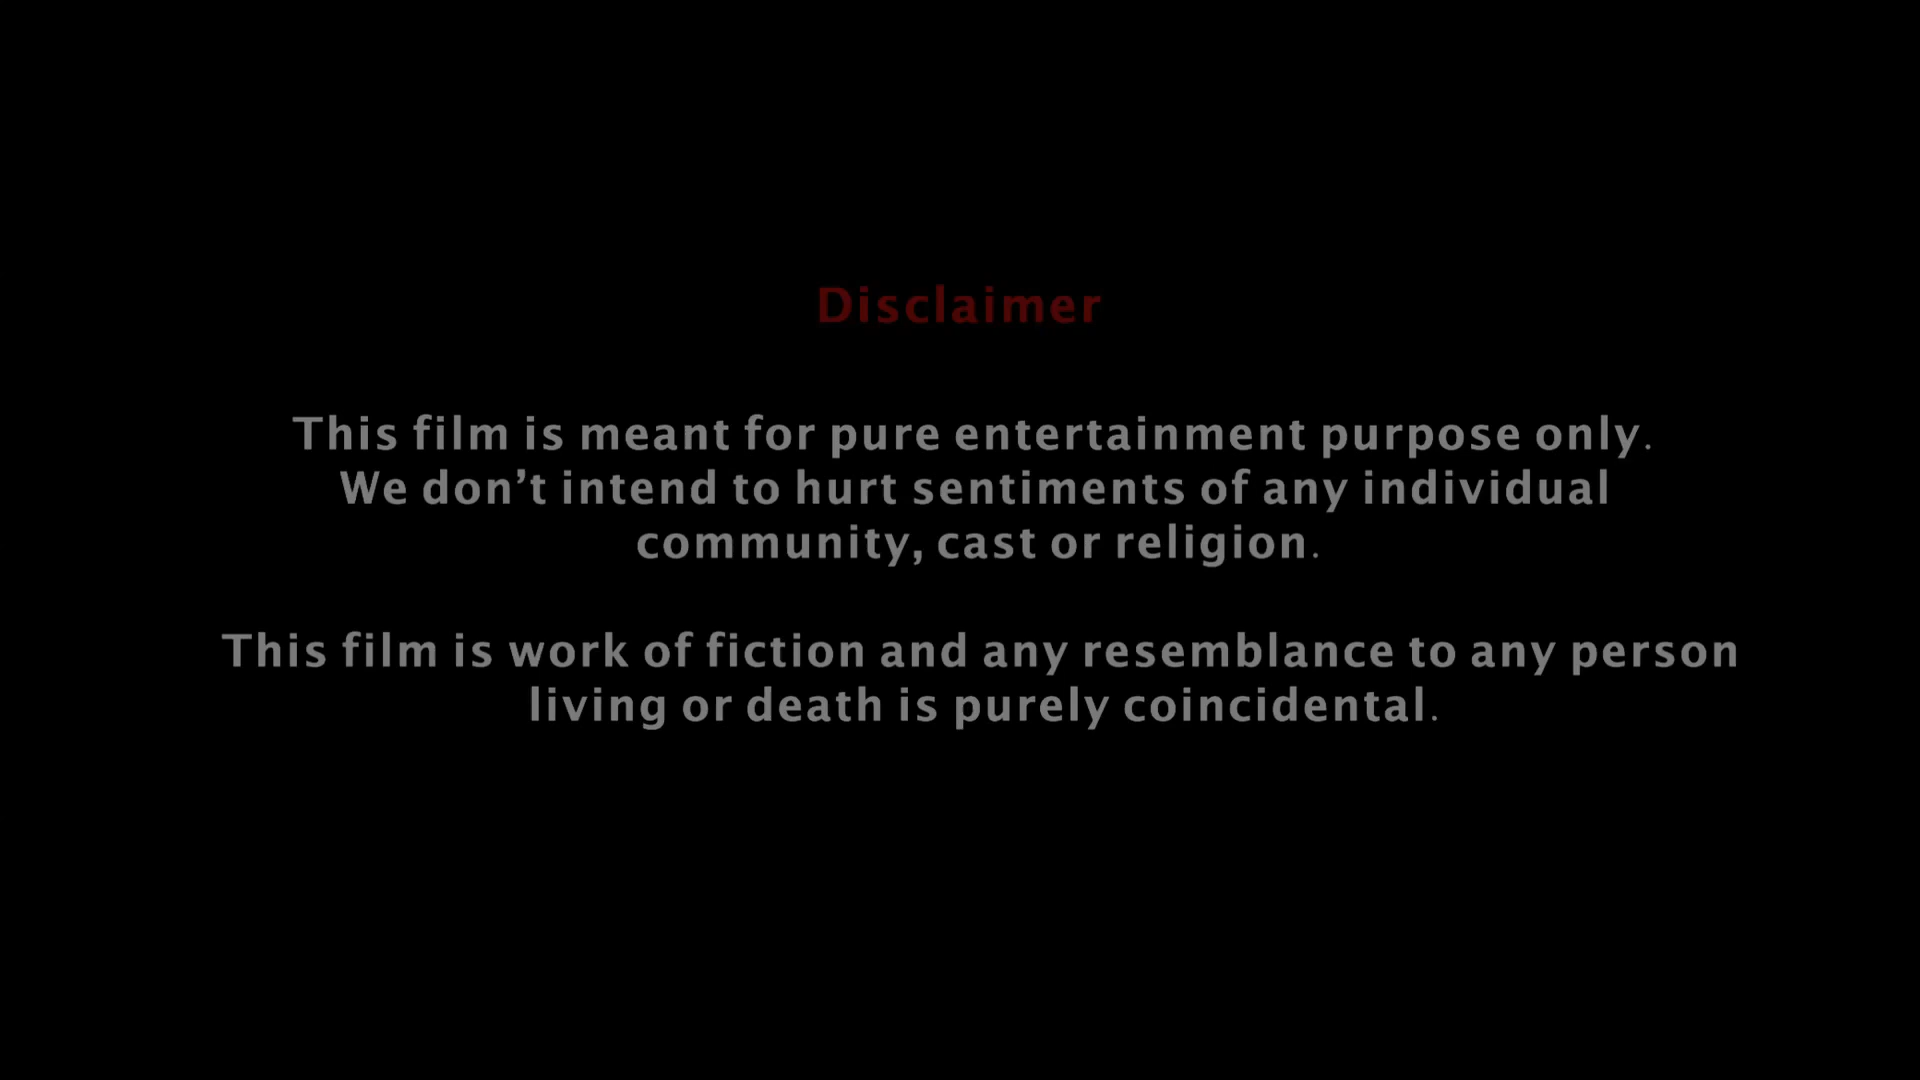 Disclaimer
This film is meant for pure entertainment purpose only.
We don’t intend to hurt sentiments of any individual
community, cast or religion.
This film is work of fiction and any resemblance to any person
living or death is purely coincidental.